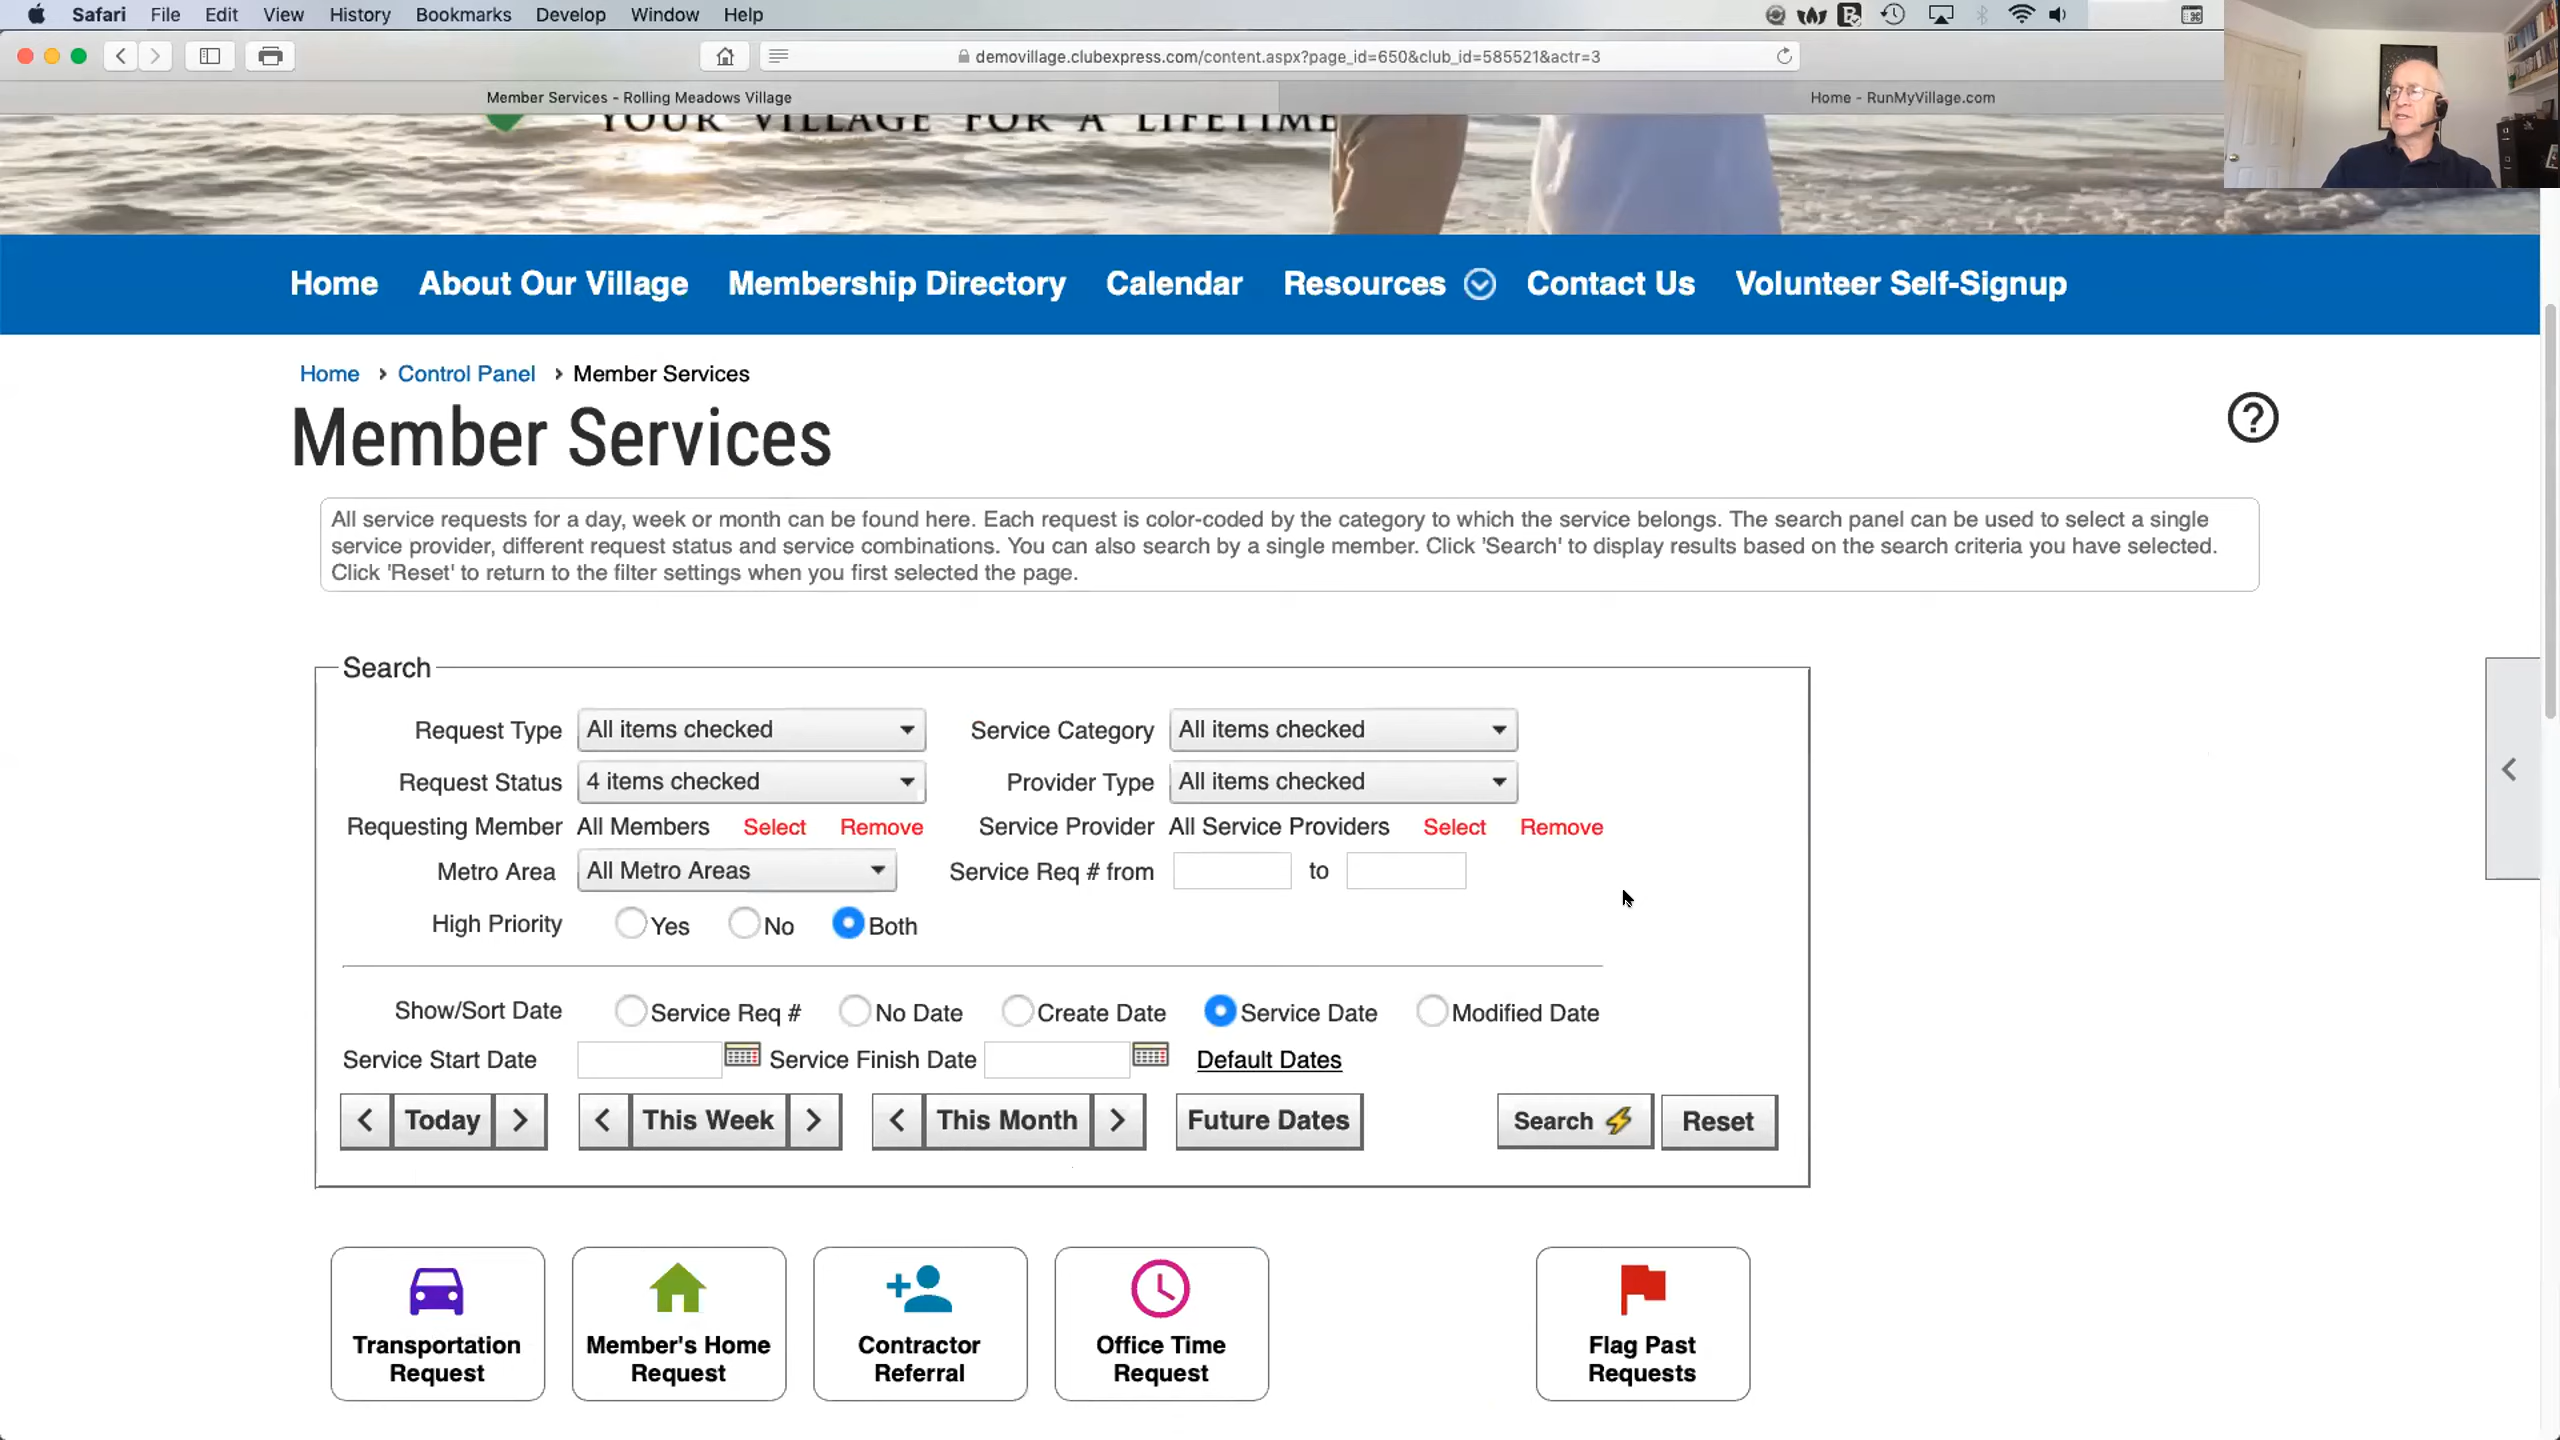 Safari File Edit View History Bookmarks Develop Window Help
demovillage.clubexpress.com/content.aspx?page_id=650&club_id=585521&actr=3
Member Services - Rolling Meadows Village
Home - RunMyVillage.com
YOUR VILLAGE FOR A LIFETIME
Home About Our Village Membership Directory Calendar Resources Contact Us Volunteer Self-Signup
Home › Control Panel › Member Services
Member Services
?
All service requests for a day, week or month can be found here. Each request is color-coded by the category to which the service belongs. The search panel can be used to select a single
service provider, different request status and service combinations. You can also search by a single member. Click 'Search' to display results based on the search criteria you have selected.
Click 'Reset' to return to the filter settings when you first selected the page.
Search
Request Type All items checked Service Category All items checked
Request Status 4 items checked Provider Type All items checked
Requesting Member All Members Select Remove Service Provider All Service Providers Select Remove
Metro Area All Metro Areas Service Req # from to
High Priority Yes No Both
Show/Sort Date Service Req # No Date Create Date Service Date Modified Date
Service Start Date Service Finish Date Default Dates
< Today > < This Week > < This Month > Future Dates Search Reset
Transportation
Request
Member's Home
Request
Contractor
Referral
Office Time
Request
Flag Past
Requests